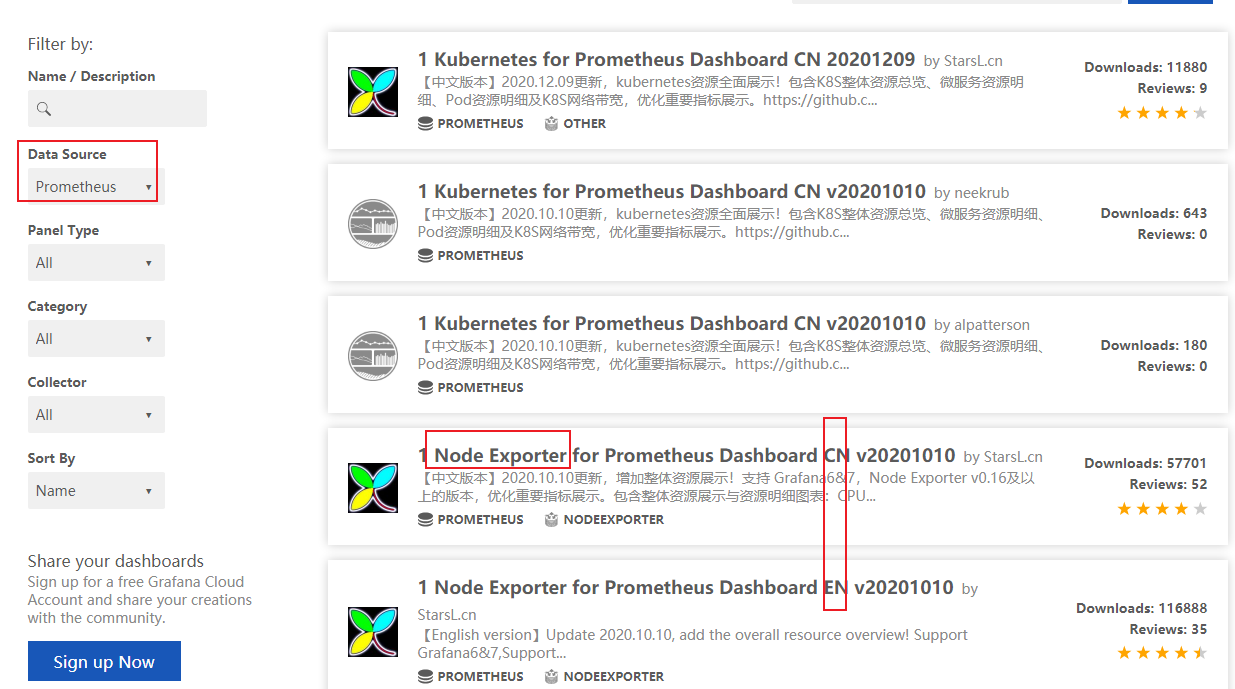 Filter by:
Name / Description
Data Source
Prometheus
Panel Type
All
Category
All
Collector
All
Sort By
Name
Share your dashboards
Sign up for a free Grafana Cloud
Account and share your creations
with the community.
Sign up Now
1 Kubernetes for Prometheus Dashboard CN 20201209 by StarsL.cn
【中文版本】2020.12.09更新，kubernetes资源全面展示！包含K8S整体资源总览、微服务资源明
细、Pod资源明细及K8S网络带宽，优化重要指标展示。https://github.c...
PROMETHEUS OTHER
Downloads: 11880
Reviews: 9
1 Kubernetes for Prometheus Dashboard CN v20201010 by neekrub
【中文版本】2020.10.10更新，kubernetes资源全面展示！包含K8S整体资源总览、微服务资源明细、
Pod资源明细及K8S网络带宽，优化重要指标展示。https://github.c...
PROMETHEUS
Downloads: 643
Reviews: 0
1 Kubernetes for Prometheus Dashboard CN v20201010 by alpatterson
【中文版本】2020.10.10更新，kubernetes资源全面展示！包含K8S整体资源总览、微服务资源明细、
Pod资源明细及K8S网络带宽，优化重要指标展示。https://github.c...
PROMETHEUS
Downloads: 180
Reviews: 0
1 Node Exporter for Prometheus Dashboard CN v20201010 by StarsL.cn
【中文版本】2020.10.10更新，增加整体资源展示！支持 Grafana6&7，Node Exporter v0.16及以
上的版本，优化重要指标展示。包含整体资源展示与资源明细图表：CPU...
PROMETHEUS NODEEXPORTER
Downloads: 57701
Reviews: 52
1 Node Exporter for Prometheus Dashboard EN v20201010 by
StarsL.cn
【English version】Update 2020.10.10, add the overall resource overview! Support
Grafana6&7,Support...
PROMETHEUS NODEEXPORTER
Downloads: 116888
Reviews: 35